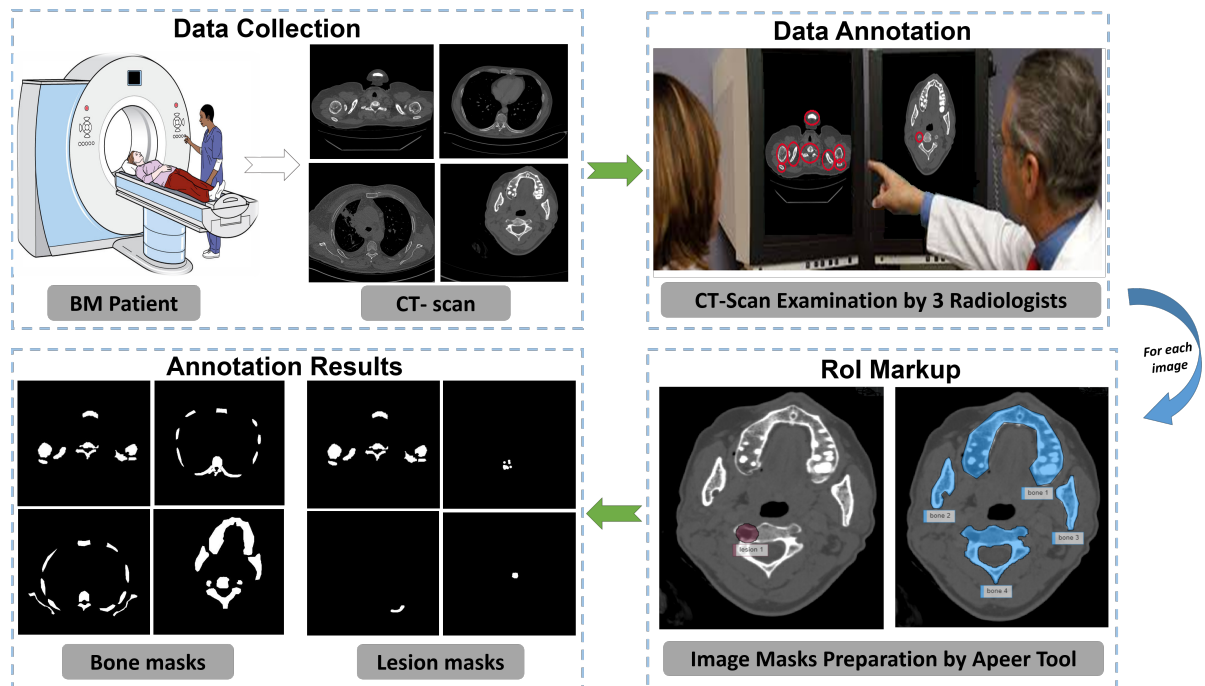 Data Collection
BM Patient
CT- scan
Data Annotation
CT-Scan Examination by 3 Radiologists
For each
image
RoI Markup
lesion 1
bone 1
bone 2
bone 3
bone 4
Image Masks Preparation by Apeer Tool
Annotation Results
Bone masks
Lesion masks